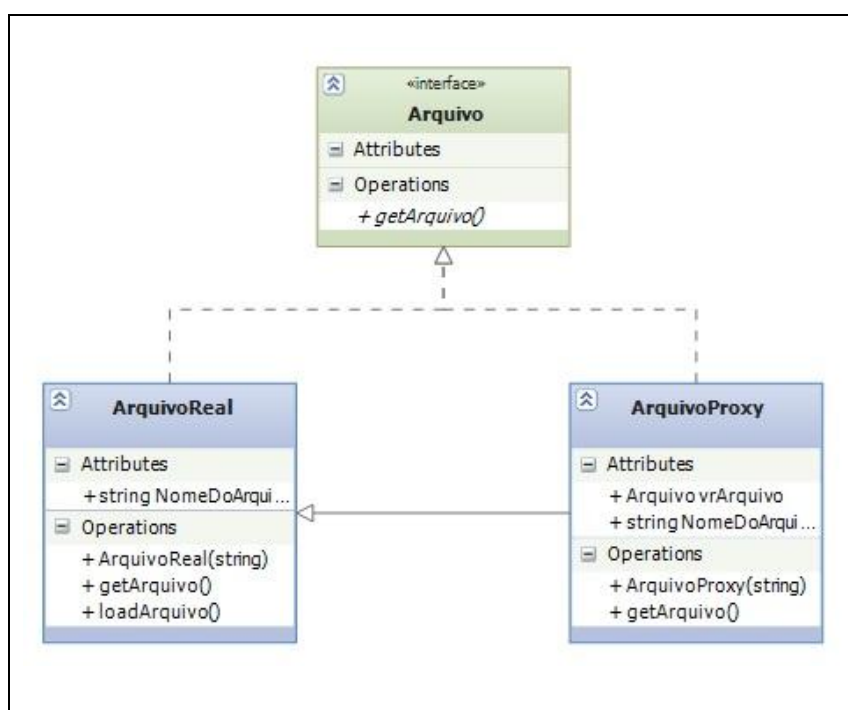 «interface»
Arquivo
Attributes
Operations
+ getArquivo()
ArquivoReal
Attributes
+ string NomeDoArqui...
Operations
+ ArquivoReal(string)
+ getArquivo()
+ loadArquivo()
ArquivoProxy
Attributes
+ Arquivo vrArquivo
+ string NomeDoArqui...
Operations
+ ArquivoProxy(string)
+ getArquivo()